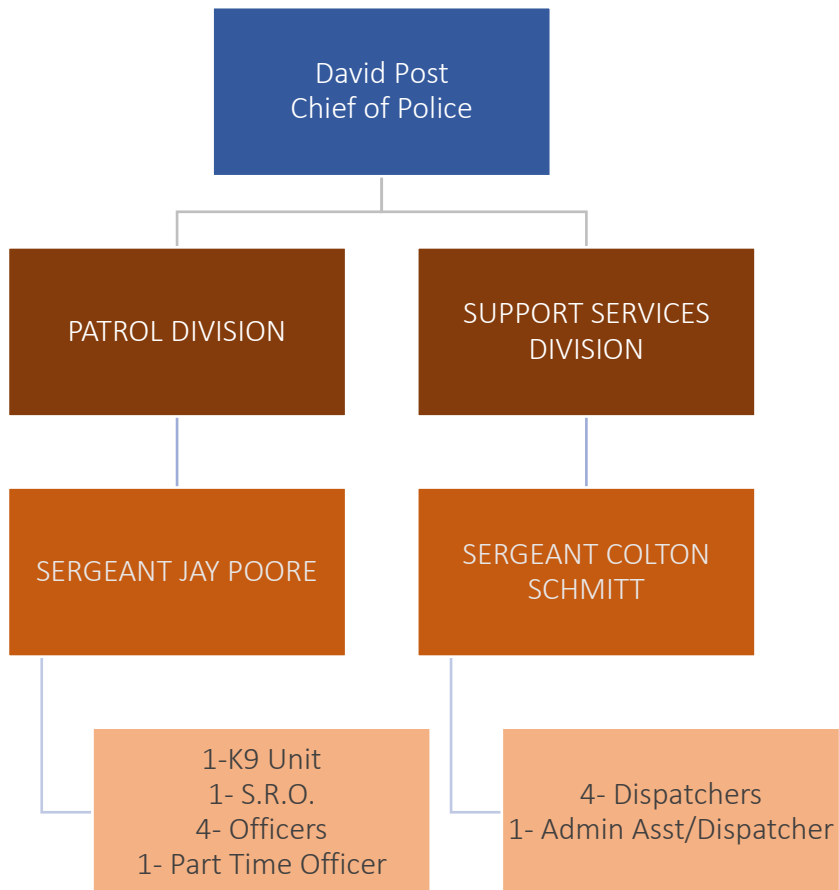 David Post
Chief of Police
PATROL DIVISION
SUPPORT SERVICES
DIVISION
SERGEANT JAY POORE
SERGEANT COLTON
SCHMITT
1-K9 Unit
1- S.R.O.
4- Officers
1- Part Time Officer
4- Dispatchers
1- Admin Asst/Dispatcher